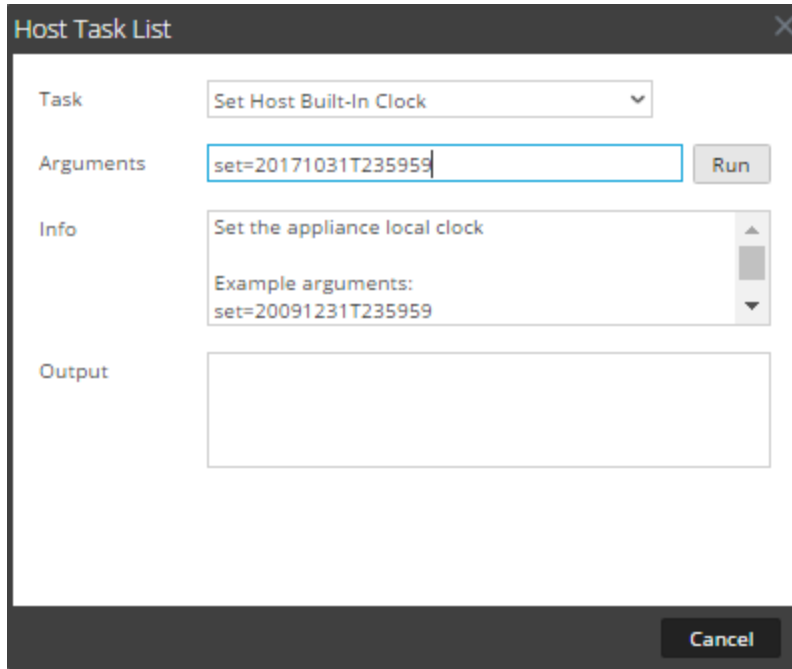 Host Task List
Task
Set Host Built-In Clock
Arguments
set=20171031T235959
Run
Info
Set the appliance local clock
Example arguments:
set=20091231T235959
Output
Cancel